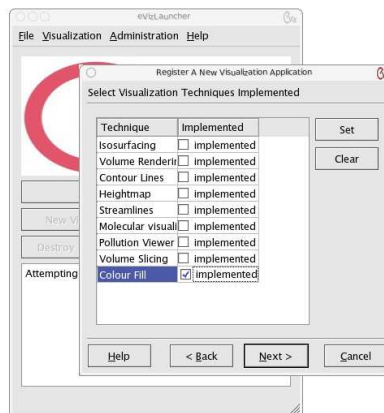 eVizLauncher
File Visualization Administration Help
Register A New Visualization Application
Select Visualization Techniques Implemented
Technique Implemented
Isosurfacing implemented
Volume Renderin implemented
Contour Lines implemented
Heightmap implemented
Streamlines implemented
Molecular visuali implemented
Pollution Viewer implemented
Volume Slicing implemented
Colour Fill implemented
Set
Clear
New Vi
Destroy
Attempting
Help < Back Next > Cancel